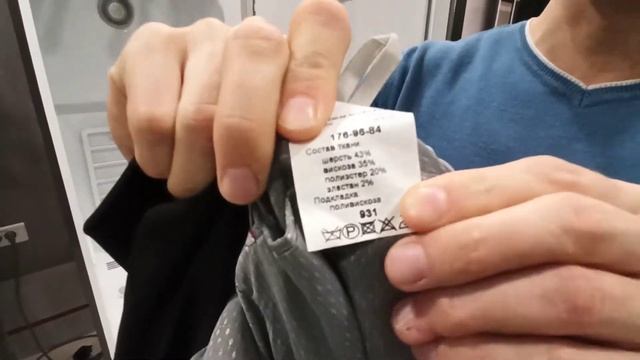 176-96-84
Состав ткани:
шерсть 43%
вискоза 35%
полиэстер 20%
эластан 2%
Подкладка
поливискоза
931
P